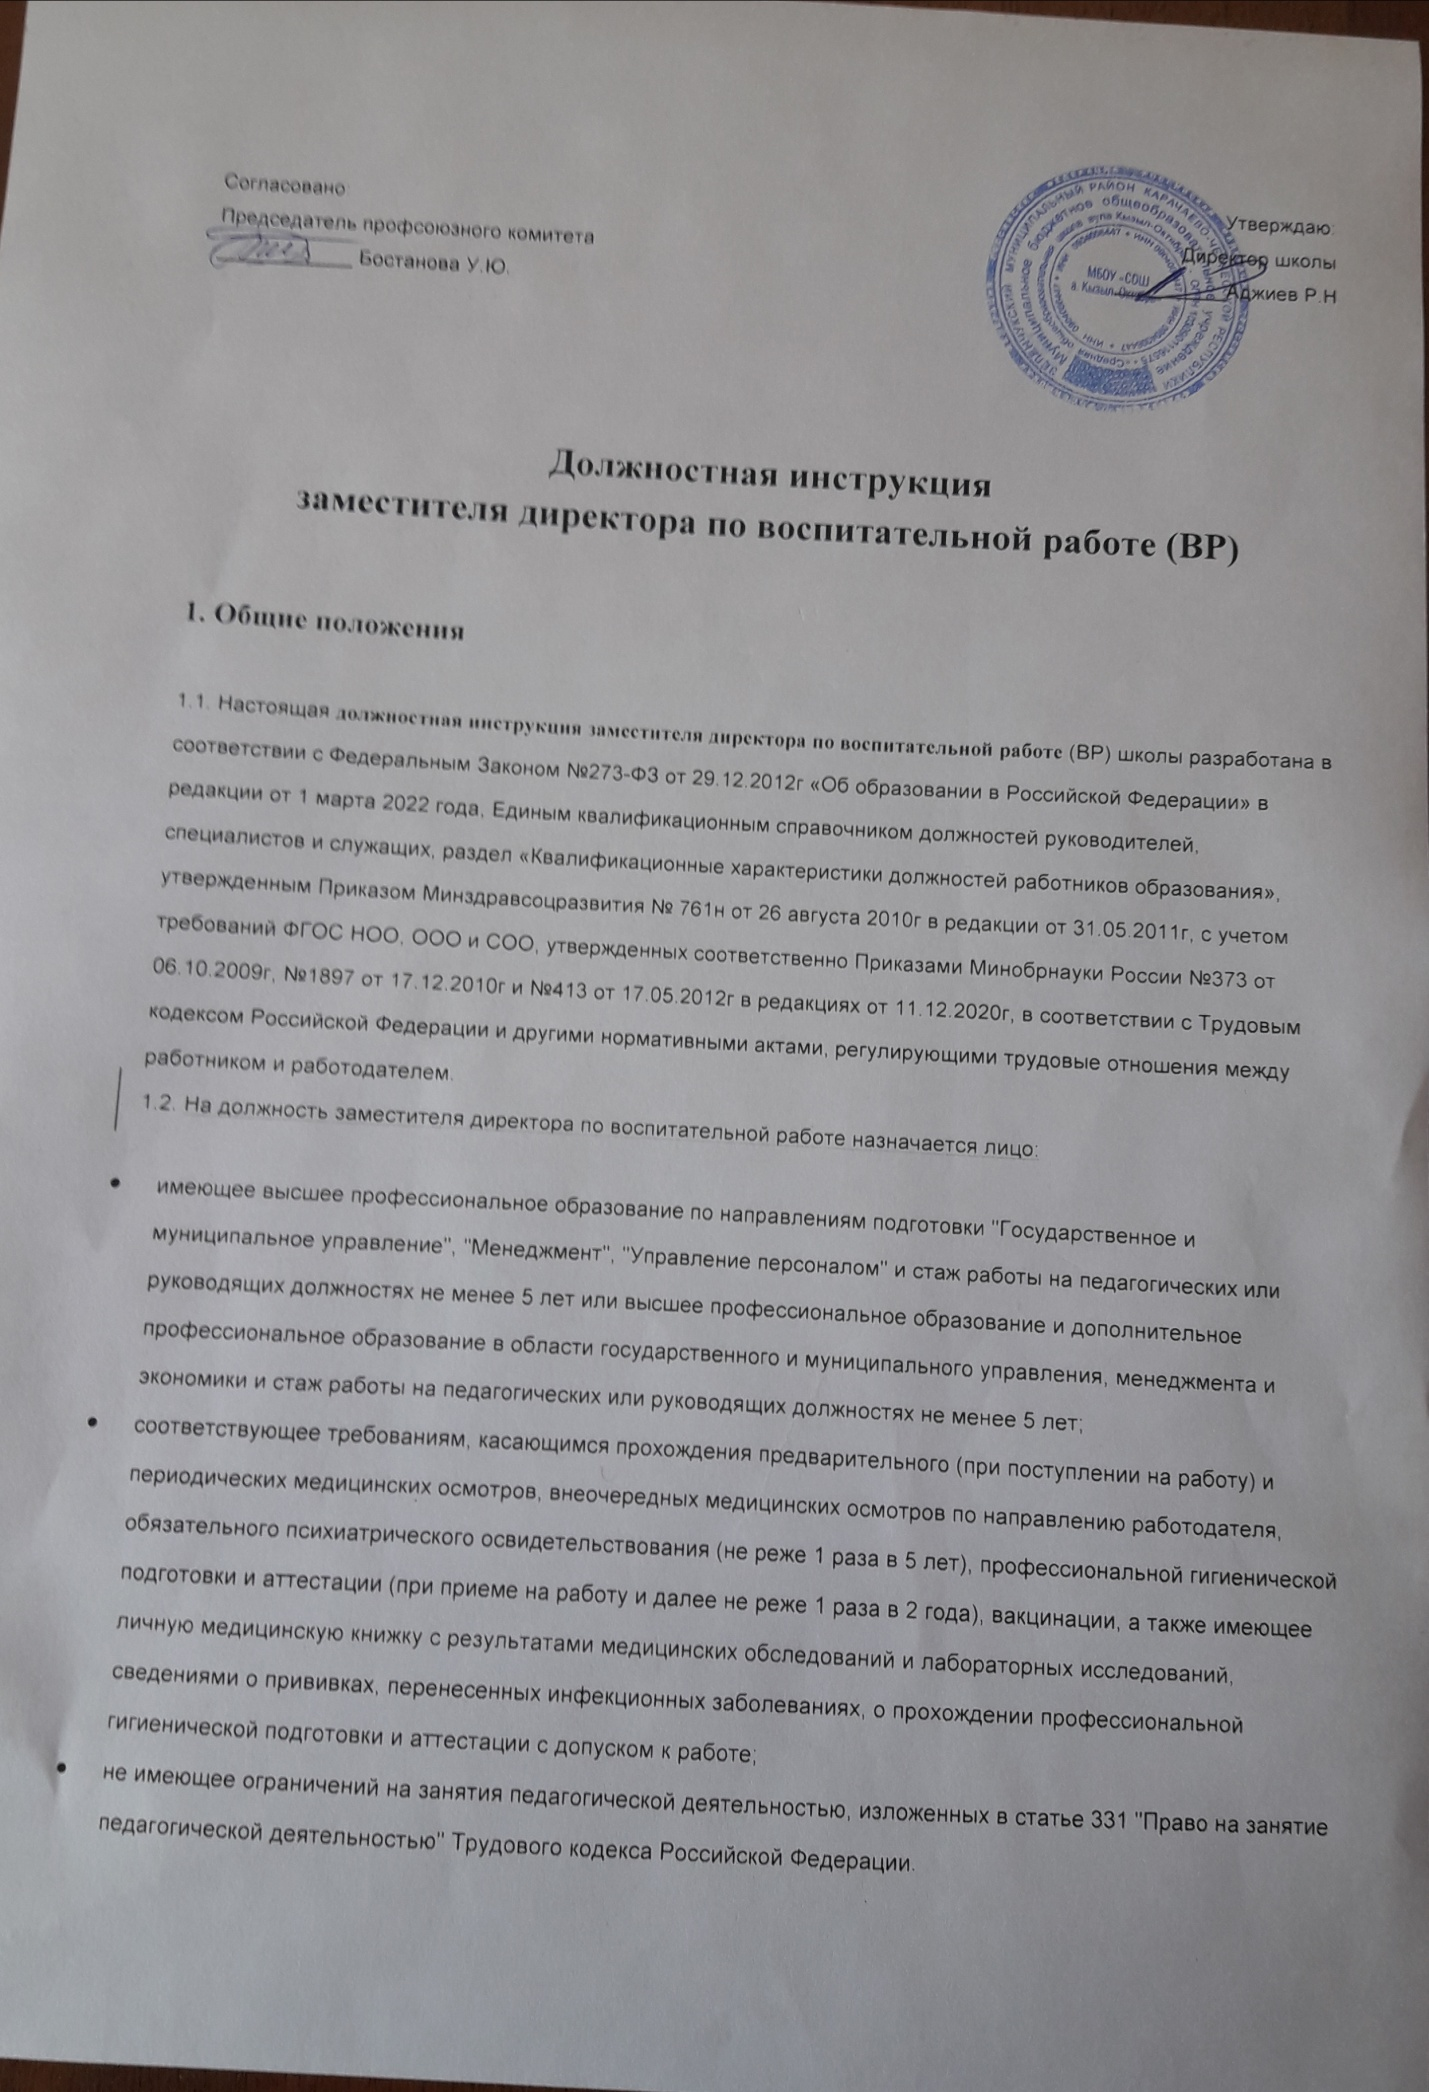 Согласовано
Председатель профсоюзного комитета
Бостанова У.Ю.
Утверждаю:
Директор школы
Аджиев Р.Н
ЗЕЛЕНЧУКСКИЙ МУНИЦИПАЛЬНЫЙ РАЙОН КАРАЧАЕВО-ЧЕРКЕССКОЙ РЕСПУБЛИКИ
Муниципальное бюджетное общеобразовательное учреждение
МБОУ «СОШ
а. Кызыл-Октябрь
Должностная инструкция
заместителя директора по воспитательной работе (ВР)
1. Общие положения
1.1. Настоящая должностная инструкция заместителя директора по воспитательной работе (ВР) школы разработана в
соответствии с Федеральным Законом №273-ФЗ от 29.12.2012г «Об образовании в Российской Федерации» в
редакции от 1 марта 2022 года, Единым квалификационным справочником должностей руководителей,
специалистов и служащих, раздел «Квалификационные характеристики должностей работников образования»,
утвержденным Приказом Минздравсоцразвития № 761н от 26 августа 2010г в редакции от 31.05.2011г, с учетом
требований ФГОС НОО, ООО и СОО, утвержденных соответственно Приказами Минобрнауки России №373 от
06.10.2009г, №1897 от 17.12.2010г и №413 от 17.05.2012г в редакциях от 11.12.2020г, в соответствии с Трудовым
кодексом Российской Федерации и другими нормативными актами, регулирующими трудовые отношения между
работником и работодателем.
1.2. На должность заместителя директора по воспитательной работе назначается лицо:
• имеющее высшее профессиональное образование по направлениям подготовки "Государственное и
муниципальное управление", "Менеджмент", "Управление персоналом" и стаж работы на педагогических или
руководящих должностях не менее 5 лет или высшее профессиональное образование и дополнительное
профессиональное образование в области государственного и муниципального управления, менеджмента и
экономики и стаж работы на педагогических или руководящих должностях не менее 5 лет;
• соответствующее требованиям, касающимся прохождения предварительного (при поступлении на работу) и
периодических медицинских осмотров, внеочередных медицинских осмотров по направлению работодателя,
обязательного психиатрического освидетельствования (не реже 1 раза в 5 лет), профессиональной гигиенической
подготовки и аттестации (при приеме на работу и далее не реже 1 раза в 2 года), вакцинации, а также имеющее
личную медицинскую книжку с результатами медицинских обследований и лабораторных исследований,
сведениями о прививках, перенесенных инфекционных заболеваниях, о прохождении профессиональной
гигиенической подготовки и аттестации с допуском к работе;
• не имеющее ограничений на занятия педагогической деятельностью, изложенных в статье 331 "Право на занятие
педагогической деятельностью" Трудового кодекса Российской Федерации.